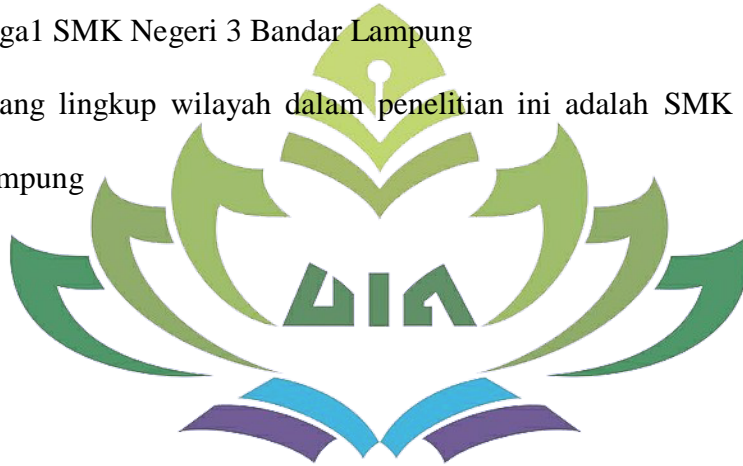 ga1 SMK Negeri 3 Bandar Lampung
ang lingkup wilayah dalam penelitian ini adalah SMK
mpung
UIN